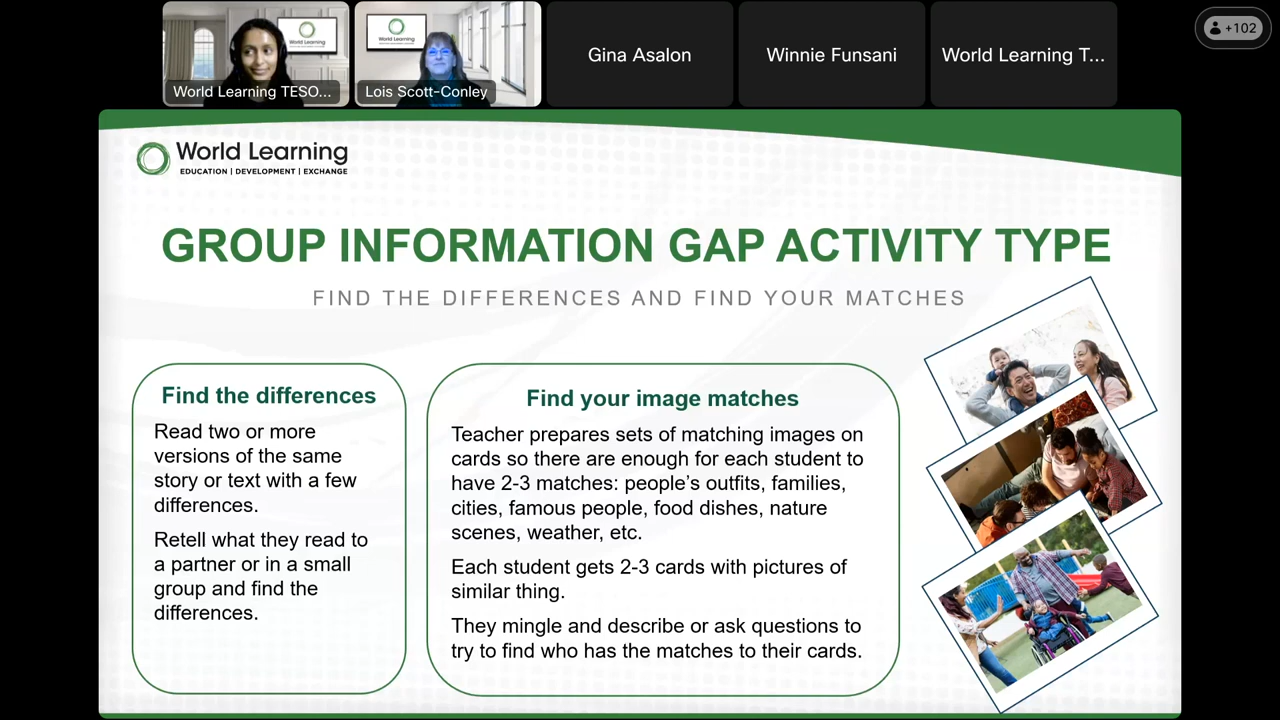 World Learning TESO...
Lois Scott-Conley
Gina Asalon
Winnie Funsani
World Learning T...
+102
World Learning
World Learning
World Learning
EDUCATION | DEVELOPMENT | EXCHANGE
GROUP INFORMATION GAP ACTIVITY TYPE
FIND THE DIFFERENCES AND FIND YOUR MATCHES
Find the differences
Read two or more
versions of the same
story or text with a few
differences.
Retell what they read to
a partner or in a small
group and find the
differences.
Find your image matches
Teacher prepares sets of matching images on
cards so there are enough for each student to
have 2-3 matches: people’s outfits, families,
cities, famous people, food dishes, nature
scenes, weather, etc.
Each student gets 2-3 cards with pictures of
similar thing.
They mingle and describe or ask questions to
try to find who has the matches to their cards.